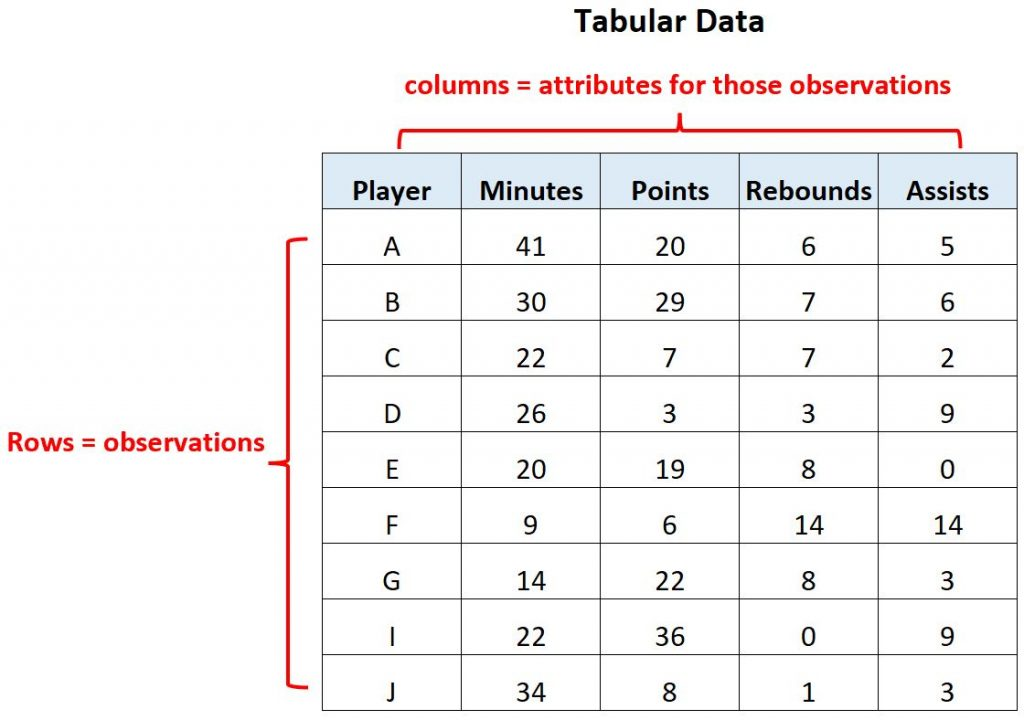 Tabular Data
columns = attributes for those observations
Player Minutes Points Rebounds Assists
A 41 20 6 5
B 30 29 7 6
C 22 7 7 2
D 26 3 3 9
Rows = observations
E 20 19 8 0
F 9 6 14 14
G 14 22 8 3
I 22 36 0 9
J 34 8 1 3